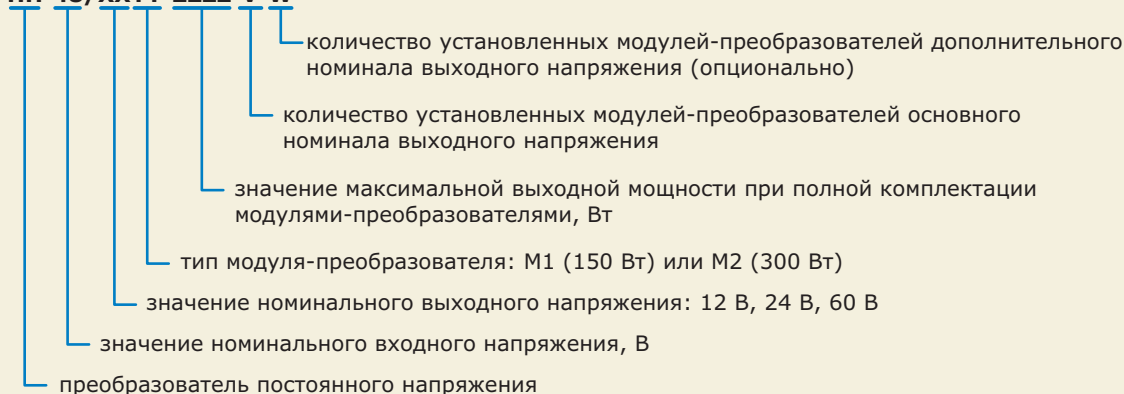 количество установленных модулей-преобразователей дополнительного
номинала выходного напряжения (опционально)
количество установленных модулей-преобразователей основного
номинала выходного напряжения
значение максимальной выходной мощности при полной комплектации
модулями-преобразователями, Вт
тип модуля-преобразователя: М1 (150 Вт) или М2 (300 Вт)
значение номинального выходного напряжения: 12 В, 24 В, 60 В
значение номинального входного напряжения, В
преобразователь постоянного напряжения